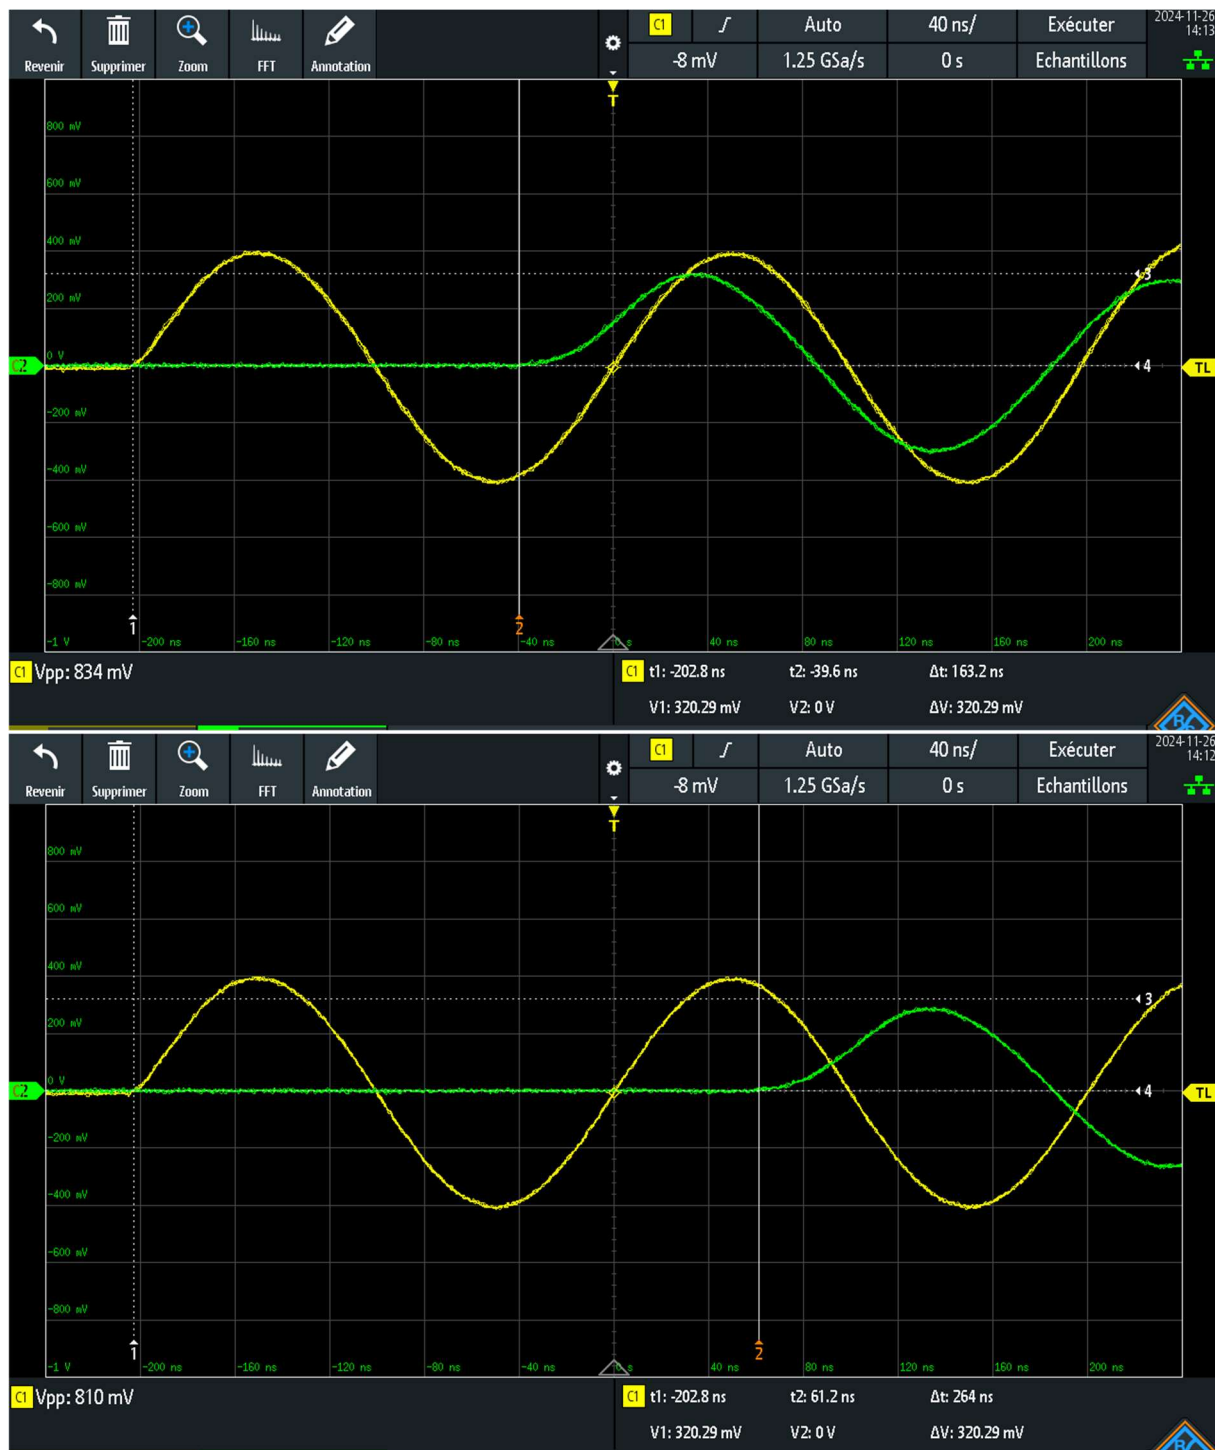 C1 Auto 40 ns/ Exécuter 2024-11-26
14:13
Revenir Supprimer Zoom FFT Annotation -8 mV 1.25 GSa/s 0 s Echantillons
T
800 mV
600 mV
400 mV
3
200 mV
0 V
C2 4 TL
-200 mV
-400 mV
-600 mV
-800 mV
1 2
-1 V -200 ns -160 ns -120 ns -80 ns -40 ns 0 s 40 ns 80 ns 120 ns 160 ns 200 ns
C1 Vpp: 834 mV C1 t1: -202.8 ns t2: -39.6 ns Δt: 163.2 ns
V1: 320.29 mV V2: 0 V ΔV: 320.29 mV
C1 Auto 40 ns/ Exécuter 2024-11-26
14:12
Revenir Supprimer Zoom FFT Annotation -8 mV 1.25 GSa/s 0 s Echantillons
T
800 mV
600 mV
400 mV
3
200 mV
0 V
C2 4 TL
-200 mV
-400 mV
-600 mV
-800 mV
1 2
-1 V -200 ns -160 ns -120 ns -80 ns -40 ns 0 s 40 ns 80 ns 120 ns 160 ns 200 ns
C1 Vpp: 810 mV C1 t1: -202.8 ns t2: 61.2 ns Δt: 264 ns
V1: 320.29 mV V2: 0 V ΔV: 320.29 mV